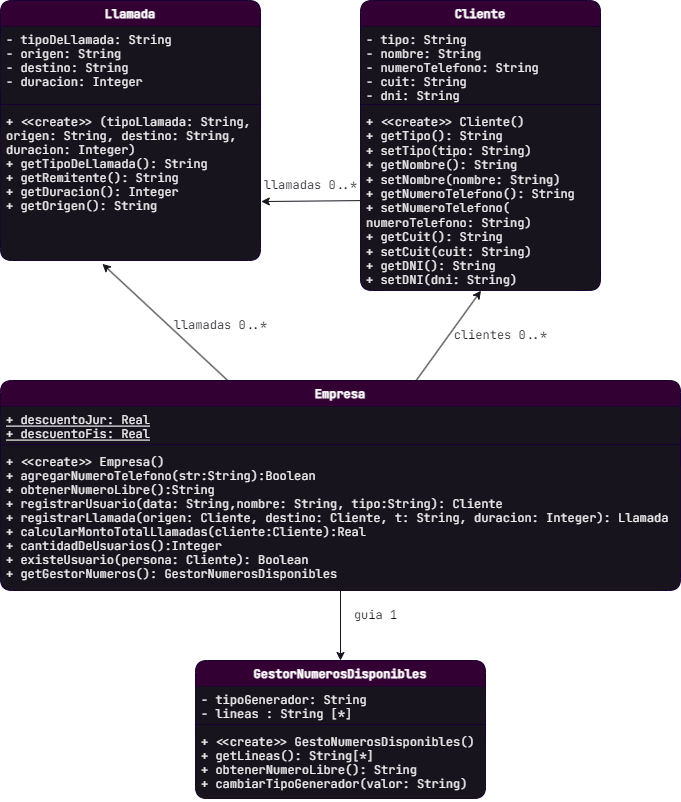 Llamada
- tipoDeLlamada: String
- origen: String
- destino: String
- duracion: Integer
+ <<create>> (tipoLlamada: String,
origen: String, destino: String,
duracion: Integer)
+ getTipoDeLlamada(): String
+ getRemitente(): String
+ getDuracion(): Integer
+ getOrigen(): String
Cliente
- tipo: String
- nombre: String
- numeroTelefono: String
- cuit: String
- dni: String
+ <<create>> Cliente()
+ getTipo(): String
+ setTipo(tipo: String)
+ getNombre(): String
+ setNombre(nombre: String)
+ getNumeroTelefono(): String
+ setNumeroTelefono(
numeroTelefono: String)
+ getCuit(): String
+ setCuit(cuit: String)
+ getDNI(): String
+ setDNI(dni: String)
llamadas 0..*
llamadas 0..*
clientes 0..*
Empresa
+ descuentoJur: Real
+ descuentoFis: Real
+ <<create>> Empresa()
+ agregarNumeroTelefono(str:String):Boolean
+ obtenerNumeroLibre():String
+ registrarUsuario(data: String,nombre: String, tipo:String): Cliente
+ registrarLlamada(origen: Cliente, destino: Cliente, t: String, duracion: Integer): Llamada
+ calcularMontoTotalLlamadas(cliente:Cliente):Real
+ cantidadDeUsuarios():Integer
+ existeUsuario(persona: Cliente): Boolean
+ getGestorNumeros(): GestorNumerosDisponibles
guia 1
GestorNumerosDisponibles
- tipoGenerador: String
- lineas : String [*]
+ <<create>> GestoNumerosDisponibles()
+ getLineas(): String[*]
+ obtenerNumeroLibre(): String
+ cambiarTipoGenerador(valor: String)